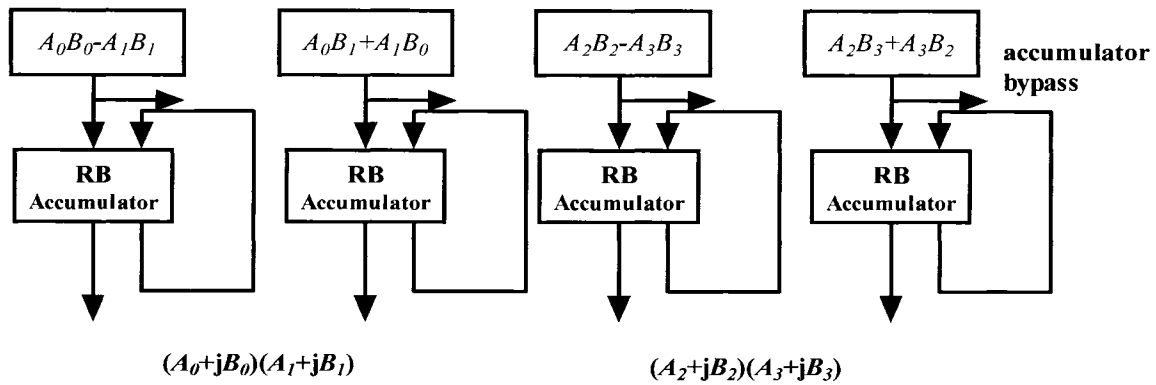 A₀B₀-A₁B₁
A₀B₁+A₁B₀
A₂B₂-A₃B₃
A₂B₃+A₃B₂
accumulator
bypass
RB
Accumulator
RB
Accumulator
RB
Accumulator
RB
Accumulator
(A₀+jB₀)(A₁+jB₁)
(A₂+jB₂)(A₃+jB₃)